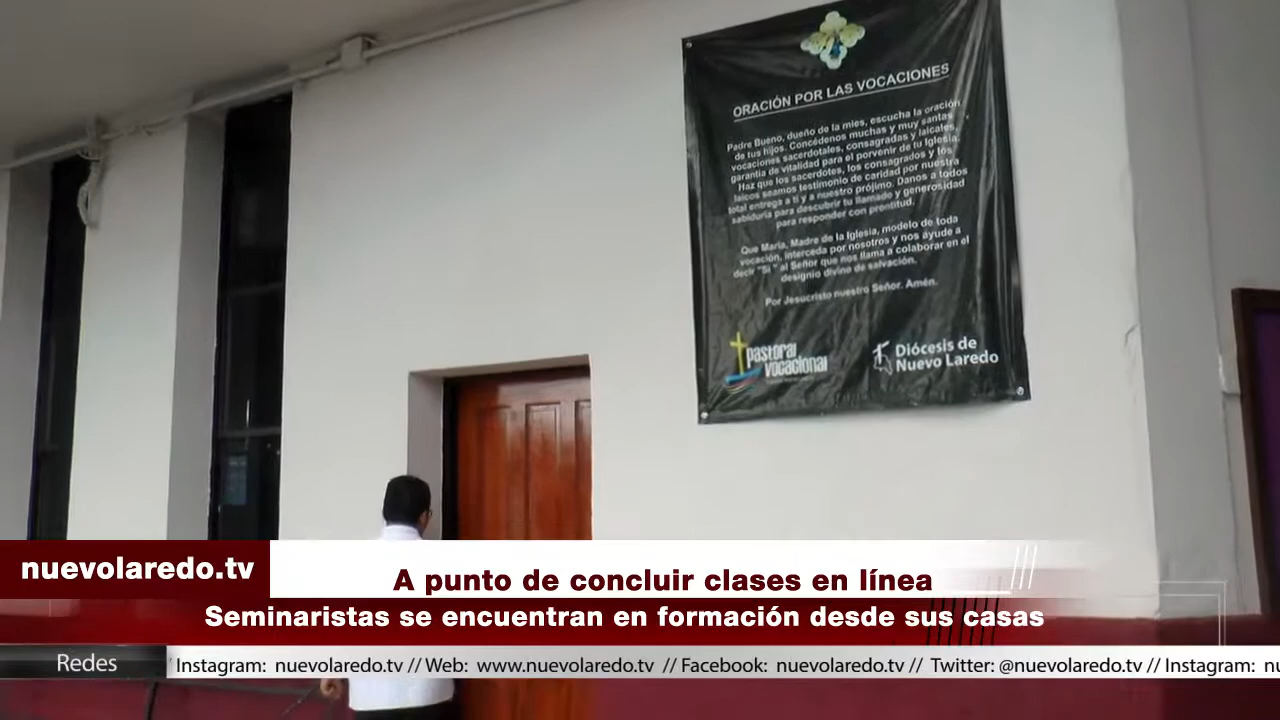 ORACIÓN POR LAS VOCACIONES
Padre Bueno, dueño de la mies, escucha la oración
de tus hijos. Concédenos muchas y muy santas
vocaciones sacerdotales, consagradas y laicales,
garantía de vitalidad para el porvenir de tu Iglesia.
Haz que los sacerdotes, los consagrados y los
laicos seamos testimonio de caridad por nuestra
total entrega a ti y a nuestro prójimo. Danos a todos
sabiduría para descubrir tu llamado y generosidad
para responder con prentitud.
Que María, Madre de la Iglesia, modelo de toda
vocación, interceda por nosotros y nos ayude a
decir "Si" al Señor que nos llama a colaborar en el
designio divino de salvación.
Por Jesucristo nuestro Señor. Amén.
pastoral
vocacional
Diócesis de
Nuevo Laredo
nuevolaredo.tv
A punto de concluir clases en línea
Seminaristas se encuentran en formación desde sus casas
Redes
/ Instagram: nuevolaredo.tv // Web: www.nuevolaredo.tv // Facebook: nuevolaredo.tv // Twitter: @nuevolaredo.tv // Instagram: nu